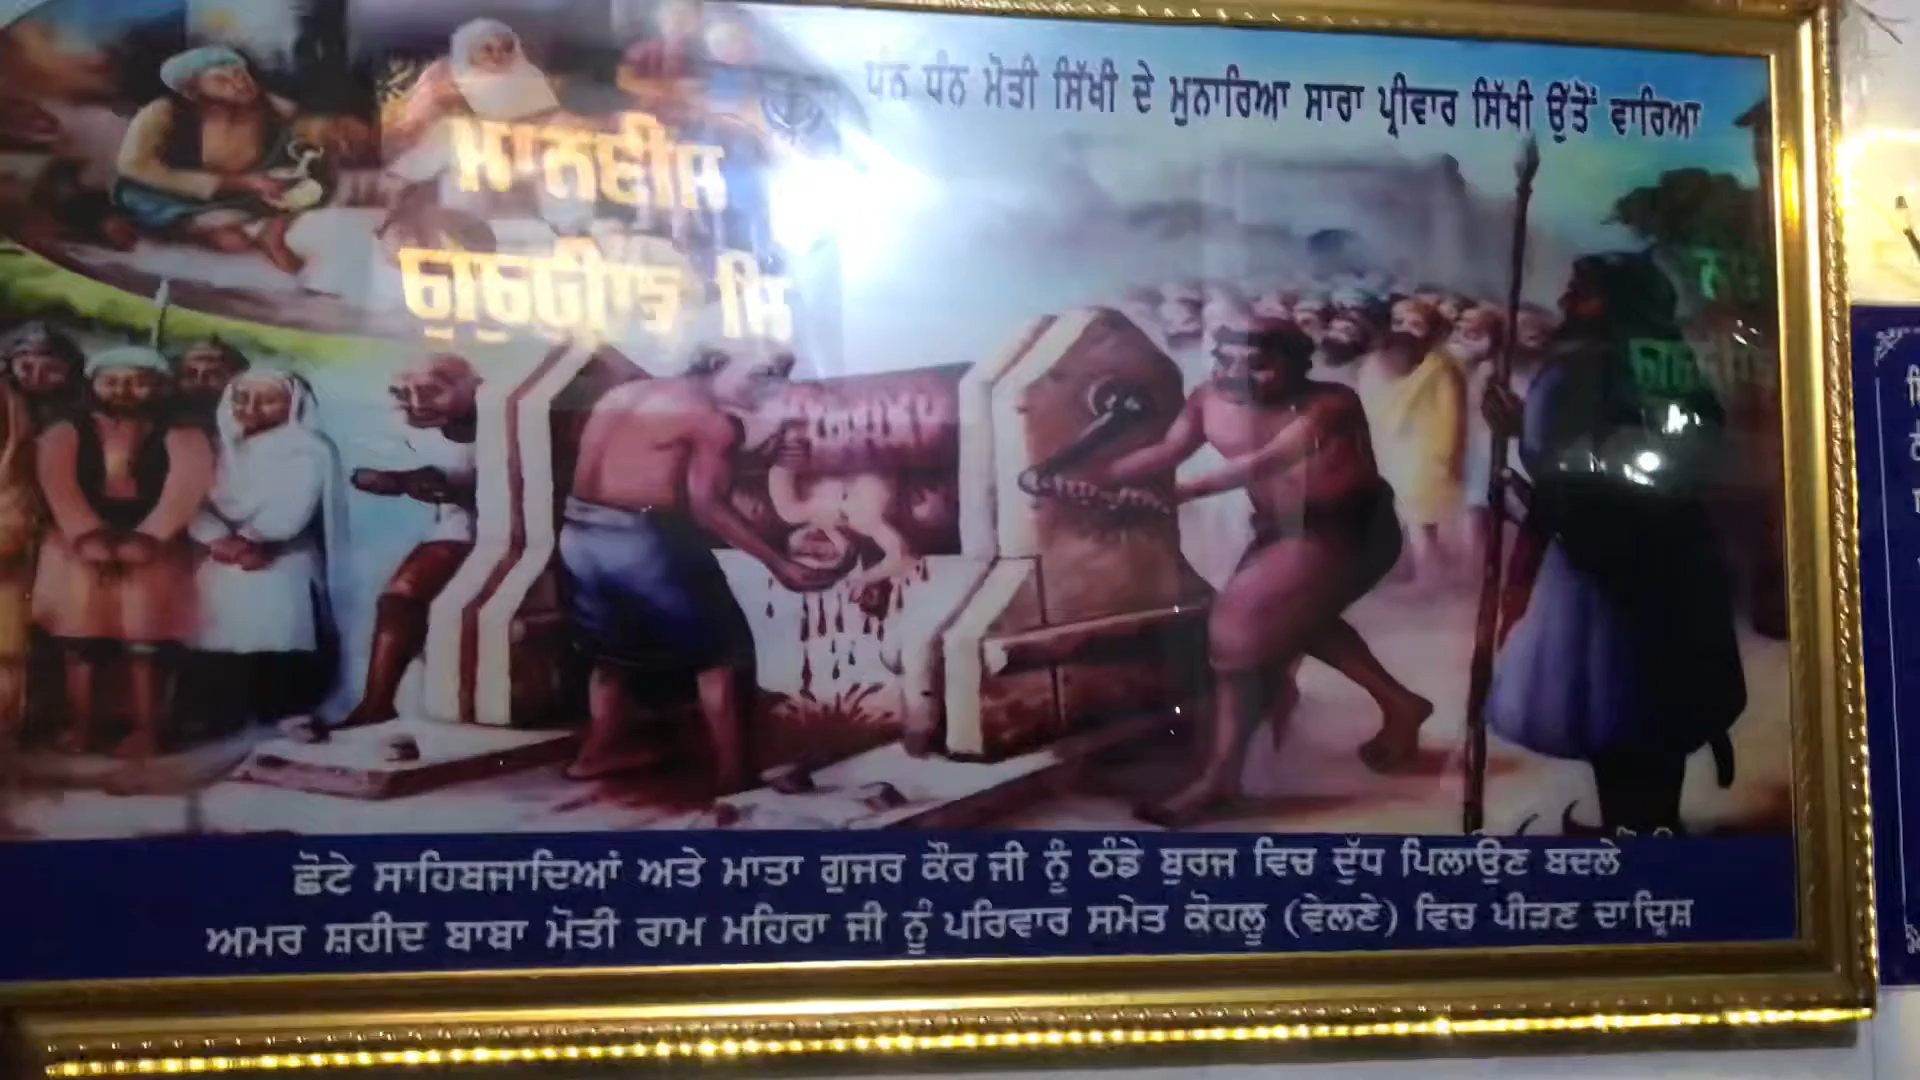 ਧੰਨ ਧੰਨ ਮੋਤੀ ਸਿੱਖੀ ਦੇ ਮੁਨਾਰਿਆ ਸਾਰਾ ਪ੍ਰੀਵਾਰ ਸਿੱਖੀ ਉੱਤੋਂ ਵਾਰਿਆ
ਛੋਟੇ ਸਾਹਿਬਜਾਦਿਆਂ ਅਤੇ ਮਾਤਾ ਗੁਜਰ ਕੌਰ ਜੀ ਨੂੰ ਠੰਡੇ ਬੁਰਜ ਵਿਚ ਦੁੱਧ ਪਿਲਾਉਣ ਬਦਲੇ
ਅਮਰ ਸ਼ਹੀਦ ਬਾਬਾ ਮੋਤੀ ਰਾਮ ਮਹਿਰਾ ਜੀ ਨੂੰ ਪਰਿਵਾਰ ਸਮੇਤ ਕੋਹਲੂ (ਵੇਲਣੇ) ਵਿਚ ਪੀੜਣ ਦਾ ਦ੍ਰਿਸ਼